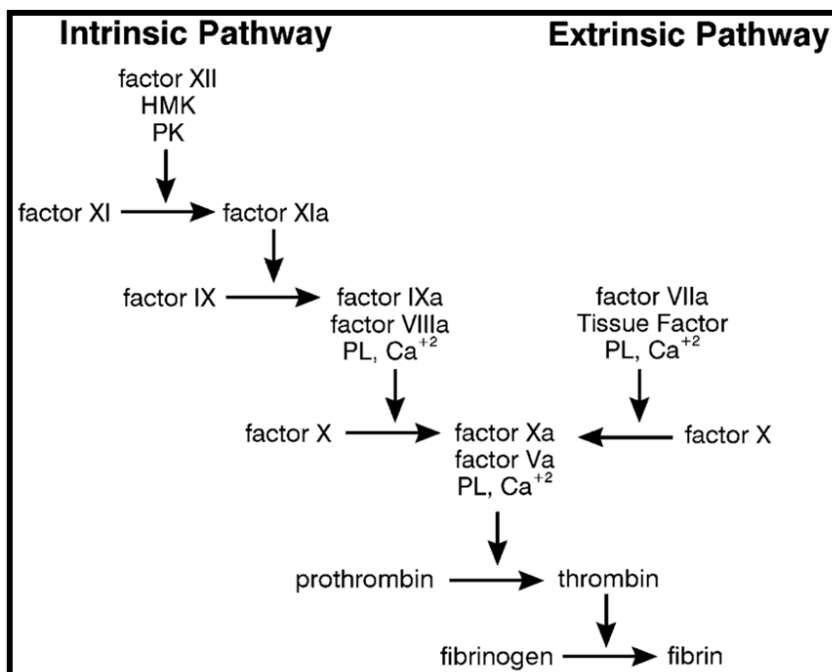 Intrinsic Pathway
Extrinsic Pathway
factor XII
HMK
PK
factor XI
factor XIa
factor IX
factor IXa
factor VIIIa
PL, Ca⁺²
factor VIIa
Tissue Factor
PL, Ca⁺²
factor X
factor Xa
factor Va
PL, Ca⁺²
factor X
prothrombin
thrombin
fibrinogen
fibrin